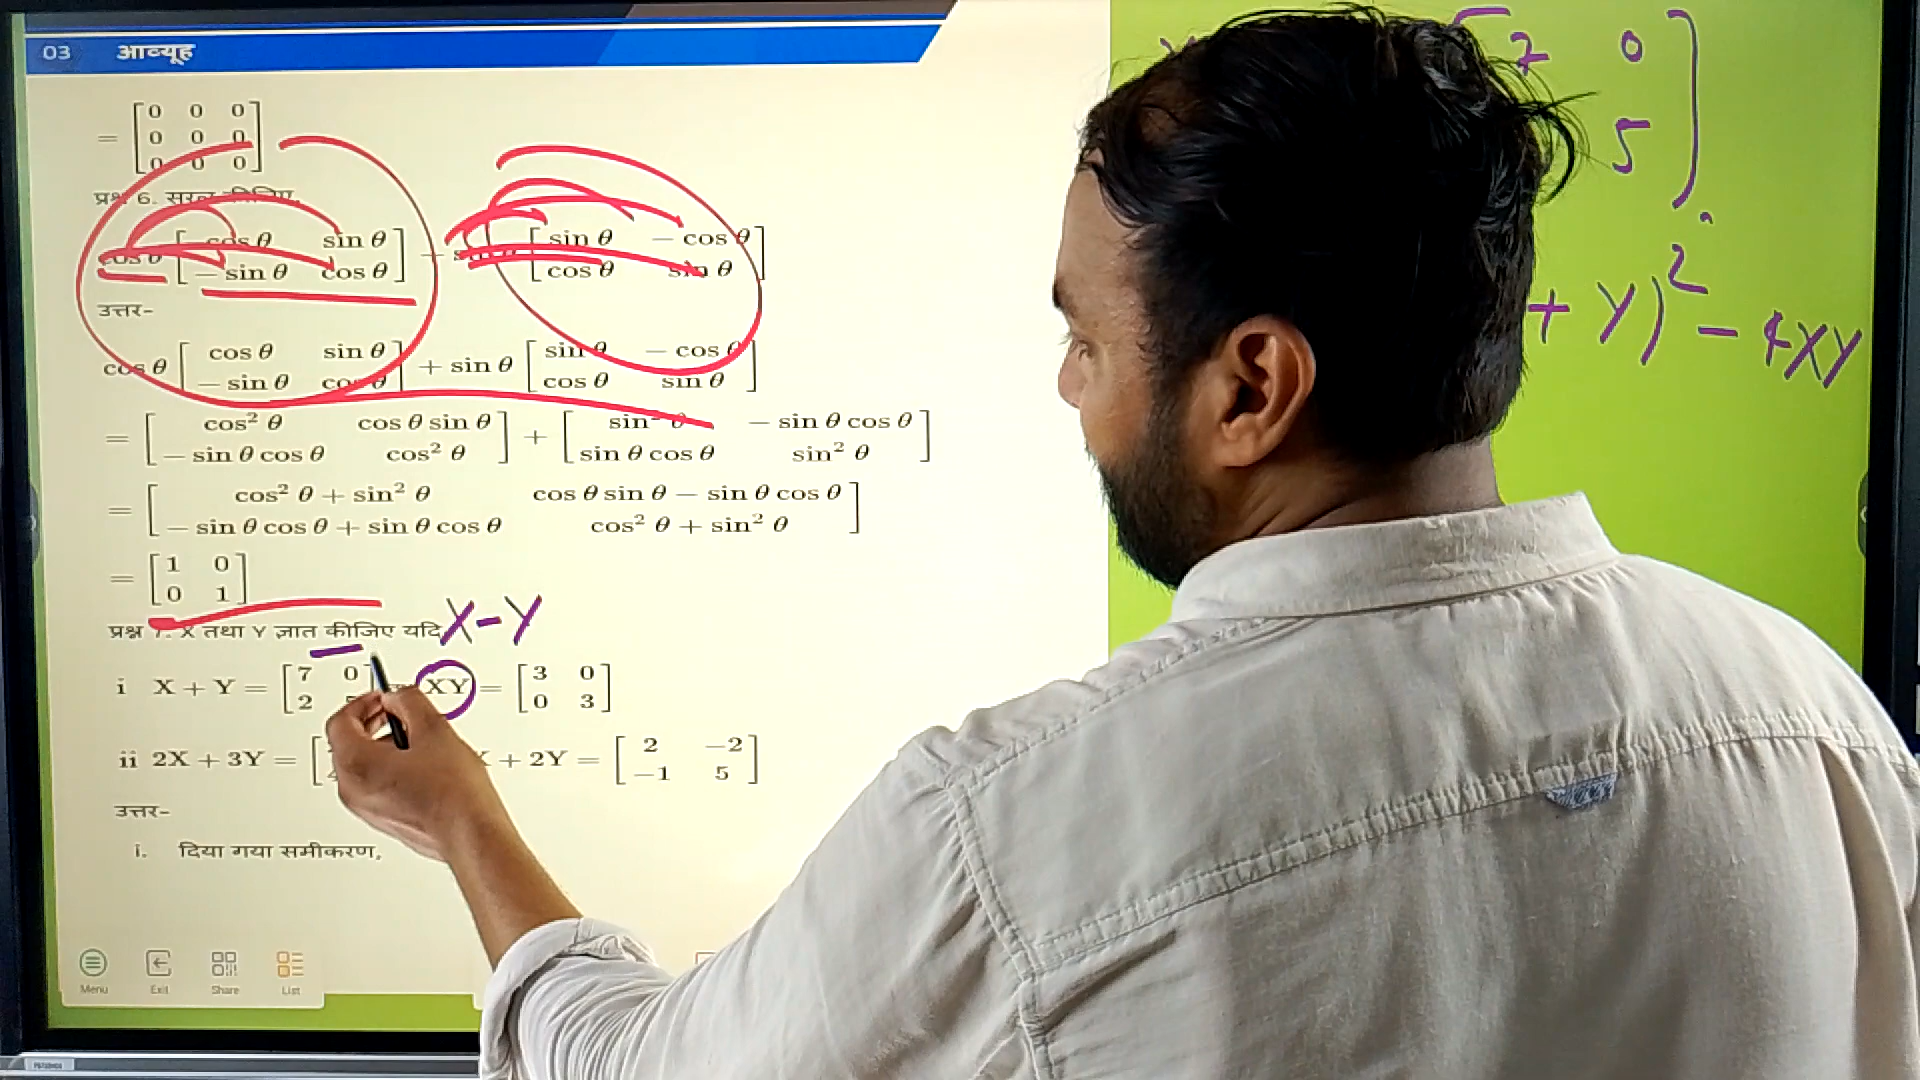 03 आव्यूह
= [0 0 0
0 0 0
0 0 0]
प्रश्न 6. सरल कीजिए,
cos θ [cos θ sin θ
− sin θ cos θ] + sin θ [sin θ − cos θ
cos θ sin θ]
उत्तर-
cos θ [cos θ sin θ
− sin θ cos θ] + sin θ [sin θ − cos θ
cos θ sin θ]
= [cos² θ cos θ sin θ
− sin θ cos θ cos² θ] + [sin² θ − sin θ cos θ
sin θ cos θ sin² θ]
= [cos² θ + sin² θ cos θ sin θ − sin θ cos θ
− sin θ cos θ + sin θ cos θ cos² θ + sin² θ]
= [1 0
0 1]
प्रश्न 7. X तथा Y ज्ञात कीजिए यदि
X-Y
i X + Y = [7 0
2 XY = [3 0
0 3]
ii 2X + 3Y = [
+ 2Y = [2 −2
−1 5]
उत्तर-
i. दिया गया समीकरण,
Menu Exit Share List
7 0
5]
+ Y)² - 4XY